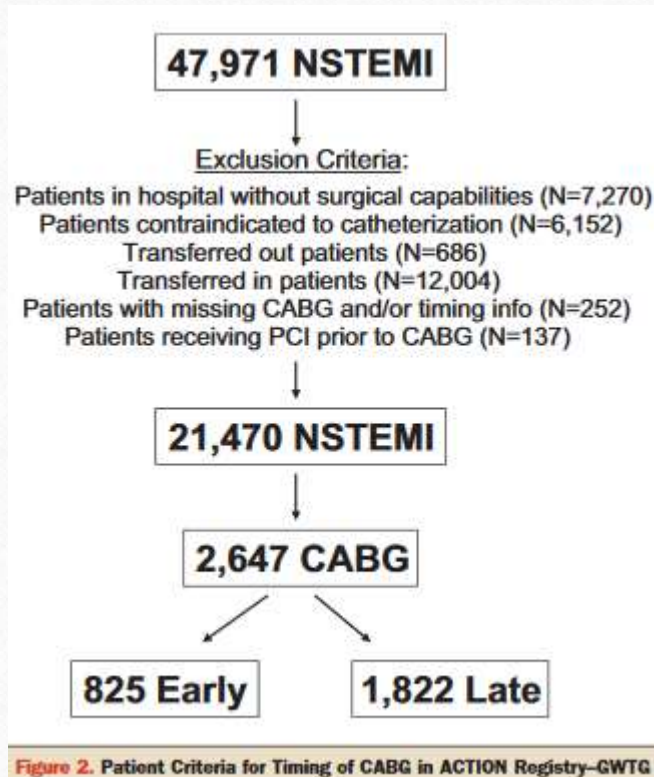 47,971 NSTEMI
Exclusion Criteria:
Patients in hospital without surgical capabilities (N=7,270)
Patients contraindicated to catheterization (N=6,152)
Transferred out patients (N=686)
Transferred in patients (N=12,004)
Patients with missing CABG and/or timing info (N=252)
Patients receiving PCI prior to CABG (N=137)
21,470 NSTEMI
2,647 CABG
825 Early
1,822 Late
Figure 2. Patient Criteria for Timing of CABG in ACTION Registry–GWTG